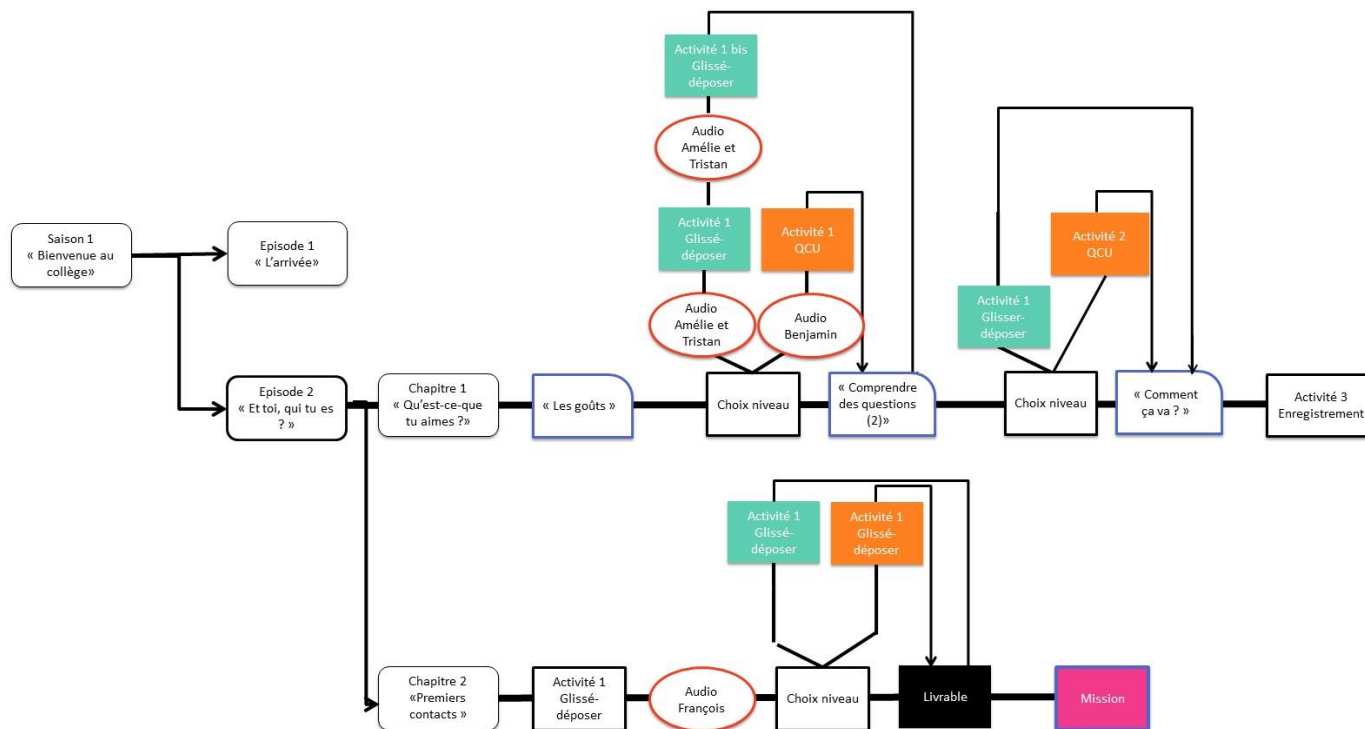 Activité 1 bis
Glissé-
déposer
Audio
Amélie et
Tristan
Activité 1
Glissé-
déposer
Activité 1
QCU
Audio
Amélie et
Tristan
Audio
Benjamin
Activité 2
QCU
Activité 1
Glisser-
déposer
Saison 1
« Bienvenue au
collège»
Episode 1
« L’arrivée»
Episode 2
« Et toi, qui tu es
? »
Chapitre 1
« Qu’est-ce-que
tu aimes ?»
« Les goûts »
Choix niveau
« Comprendre
des questions
(2)»
Choix niveau
« Comment
ça va ? »
Activité 3
Enregistrement
Activité 1
Glissé-
déposer
Activité 1
Glissé-
déposer
Chapitre 2
«Premiers
contacts »
Activité 1
Glissé-
déposer
Audio
François
Choix niveau
Livrable
Mission